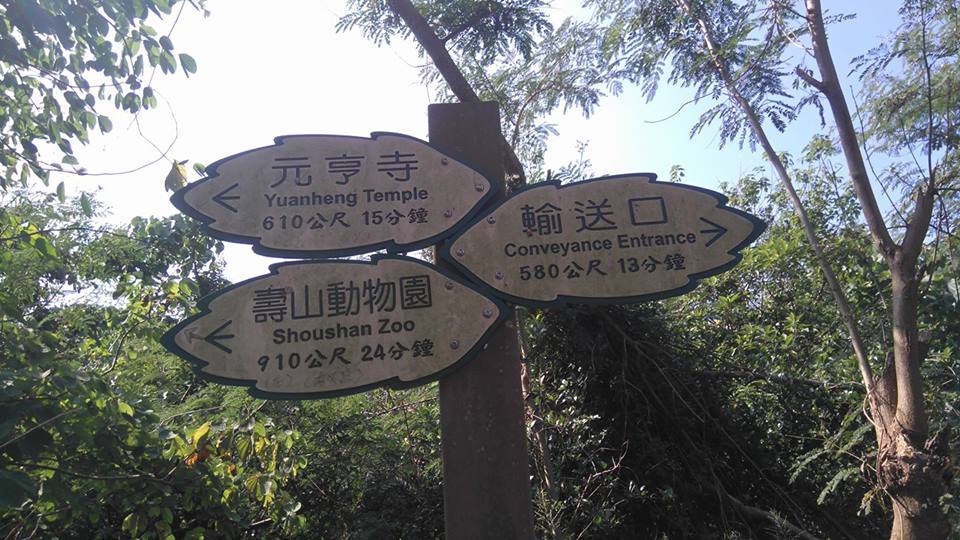 元亨寺
Yuanheng Temple
610公尺 15分鐘
輸送口
Conveyance Entrance
580公尺 13分鐘
壽山動物園
Shoushan Zoo
910公尺 24分鐘